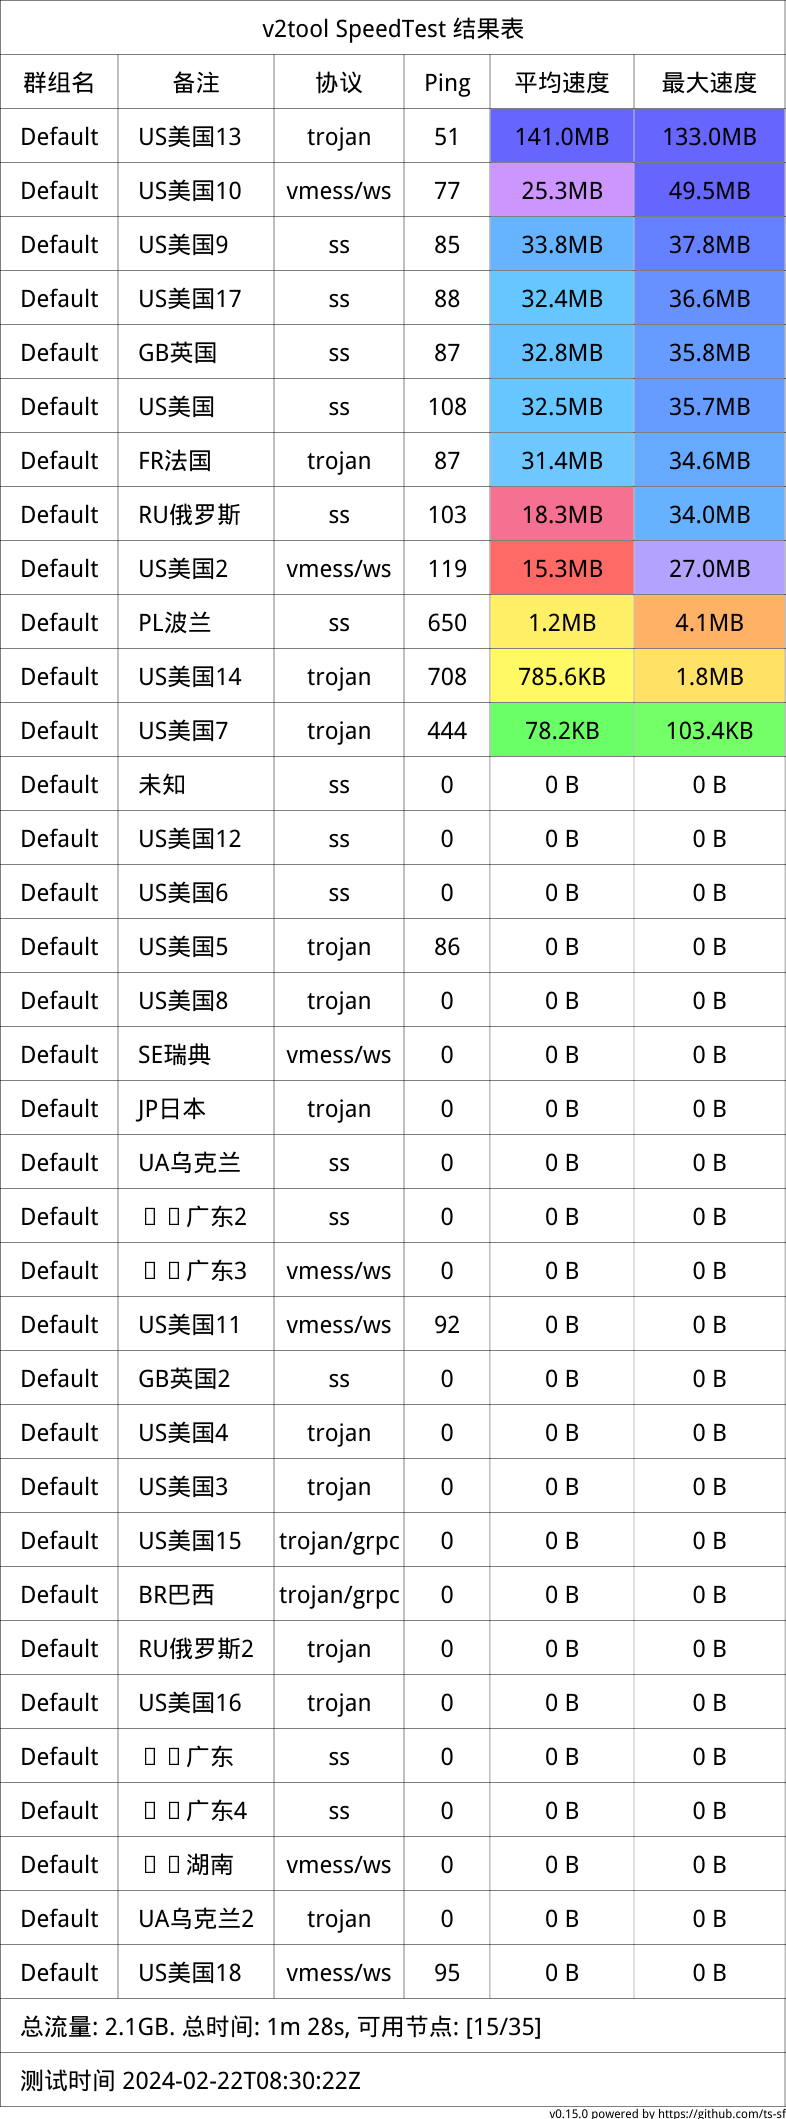 v2tool SpeedTest 结果表
群组名 备注 协议 Ping 平均速度 最大速度
Default US美国13 trojan 51 141.0MB 133.0MB
Default US美国10 vmess/ws 77 25.3MB 49.5MB
Default US美国9 ss 85 33.8MB 37.8MB
Default US美国17 ss 88 32.4MB 36.6MB
Default GB英国 ss 87 32.8MB 35.8MB
Default US美国 ss 108 32.5MB 35.7MB
Default FR法国 trojan 87 31.4MB 34.6MB
Default RU俄罗斯 ss 103 18.3MB 34.0MB
Default US美国2 vmess/ws 119 15.3MB 27.0MB
Default PL波兰 ss 650 1.2MB 4.1MB
Default US美国14 trojan 708 785.6KB 1.8MB
Default US美国7 trojan 444 78.2KB 103.4KB
Default 未知 ss 0 0 B 0 B
Default US美国12 ss 0 0 B 0 B
Default US美国6 ss 0 0 B 0 B
Default US美国5 trojan 86 0 B 0 B
Default US美国8 trojan 0 0 B 0 B
Default SE瑞典 vmess/ws 0 0 B 0 B
Default JP日本 trojan 0 0 B 0 B
Default UA乌克兰 ss 0 0 B 0 B
Default 广东2 ss 0 0 B 0 B
Default 广东3 vmess/ws 0 0 B 0 B
Default US美国11 vmess/ws 92 0 B 0 B
Default GB英国2 ss 0 0 B 0 B
Default US美国4 trojan 0 0 B 0 B
Default US美国3 trojan 0 0 B 0 B
Default US美国15 trojan/grpc 0 0 B 0 B
Default BR巴西 trojan/grpc 0 0 B 0 B
Default RU俄罗斯2 trojan 0 0 B 0 B
Default US美国16 trojan 0 0 B 0 B
Default 广东 ss 0 0 B 0 B
Default 广东4 ss 0 0 B 0 B
Default 湖南 vmess/ws 0 0 B 0 B
Default UA乌克兰2 trojan 0 0 B 0 B
Default US美国18 vmess/ws 95 0 B 0 B
总流量: 2.1GB. 总时间: 1m 28s, 可用节点: [15/35]
测试时间 2024-02-22T08:30:22Z
v0.15.0 powered by https://github.com/ts-sf